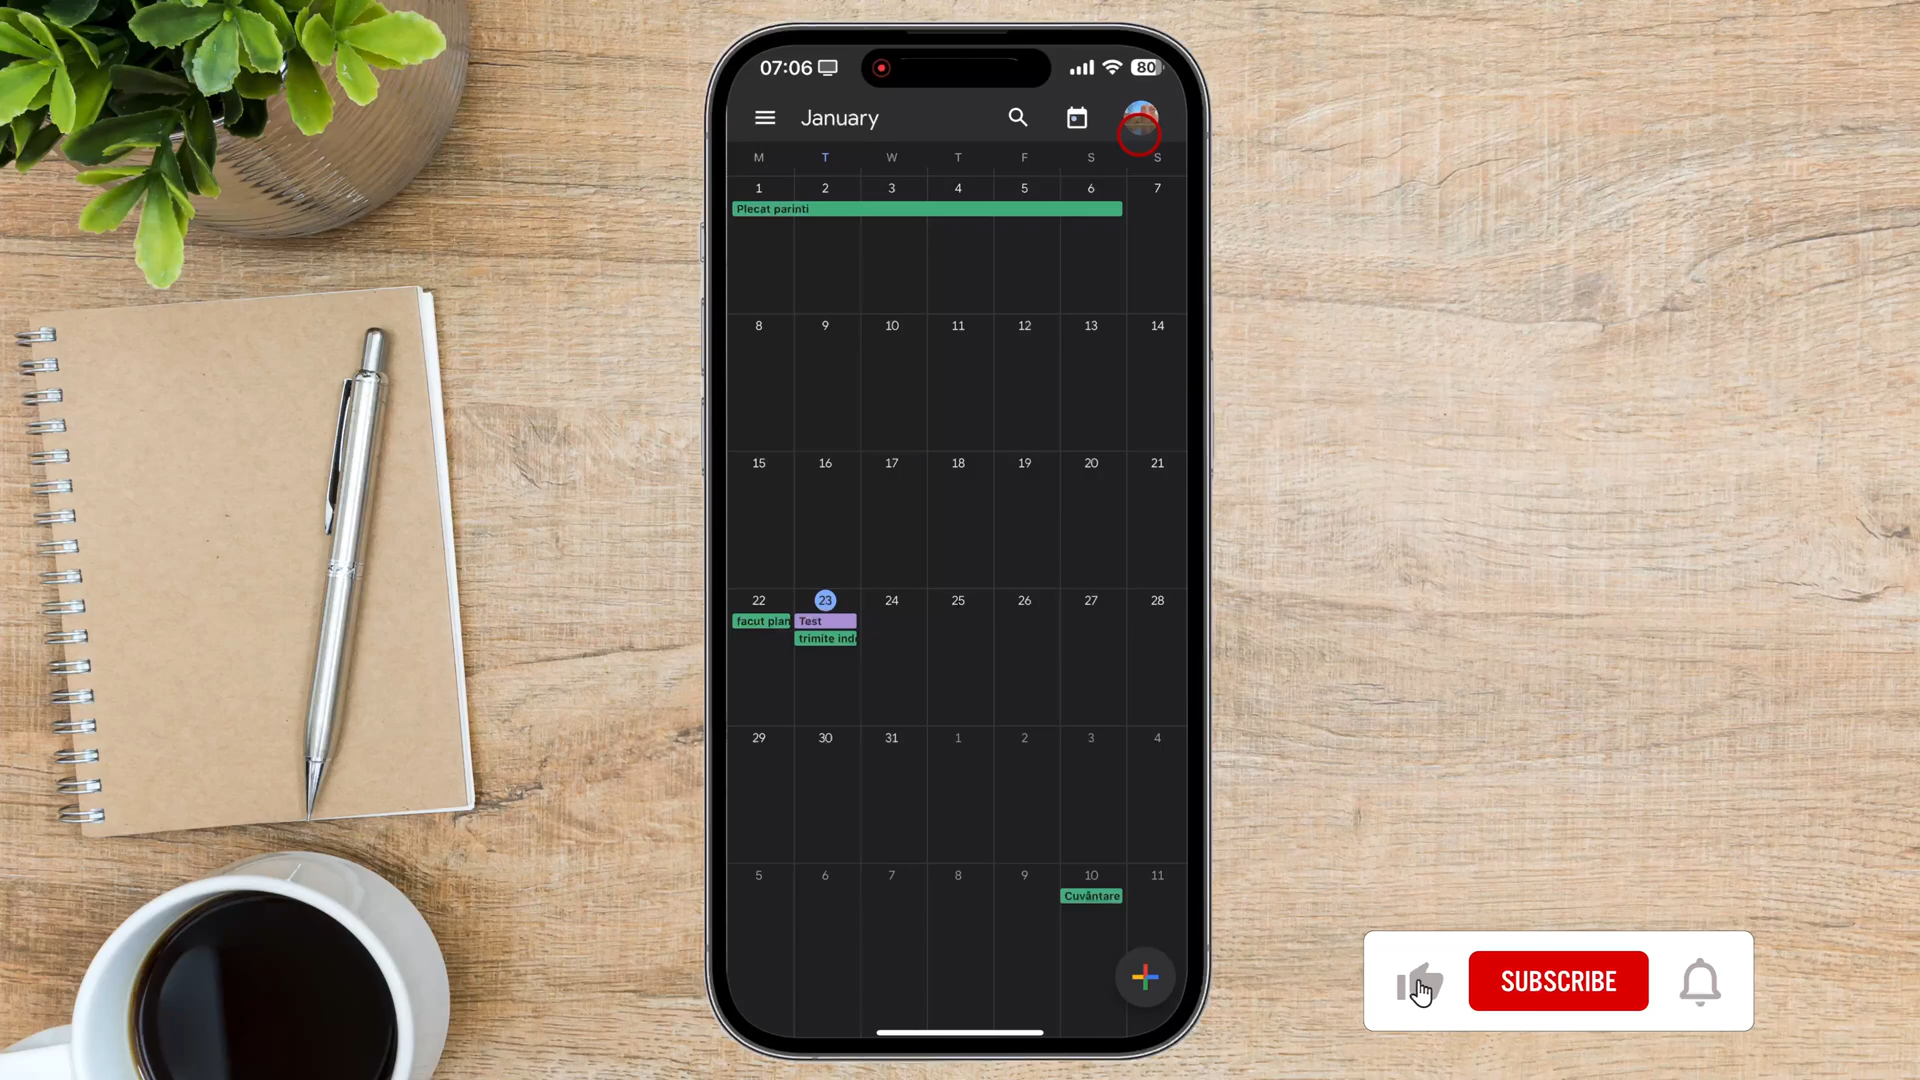 07:06 80
January
M T W T F S S
1 2 3 4 5 6 7
Plecat parinti
8 9 10 11 12 13 14
15 16 17 18 19 20 21
22 23 24 25 26 27 28
facut plan Test
trimite ind
29 30 31 1 2 3 4
5 6 7 8 9 10 11
Cuvântare
SUBSCRIBE